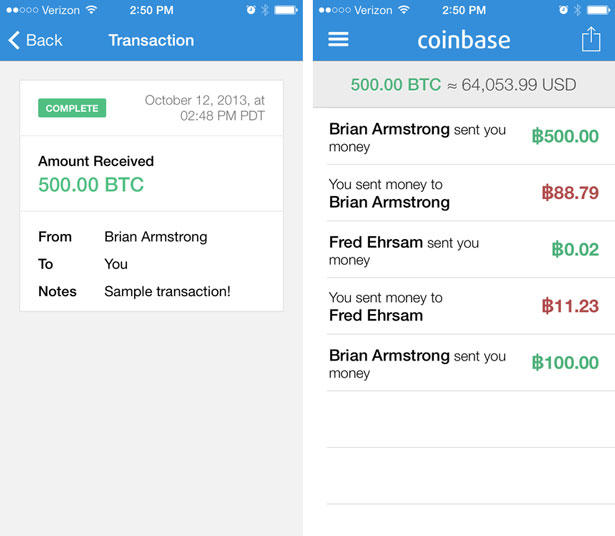 Verizon 2:50 PM
Back Transaction
COMPLETE October 12, 2013, at
02:48 PM PDT
Amount Received
500.00 BTC
From Brian Armstrong
To You
Notes Sample transaction!
Verizon 2:50 PM
coinbase
500.00 BTC ≈ 64,053.99 USD
Brian Armstrong sent you
money
฿500.00
You sent money to
Brian Armstrong
฿88.79
Fred Ehrsam sent you
money
฿0.02
You sent money to
Fred Ehrsam
฿11.23
Brian Armstrong sent you
money
฿100.00